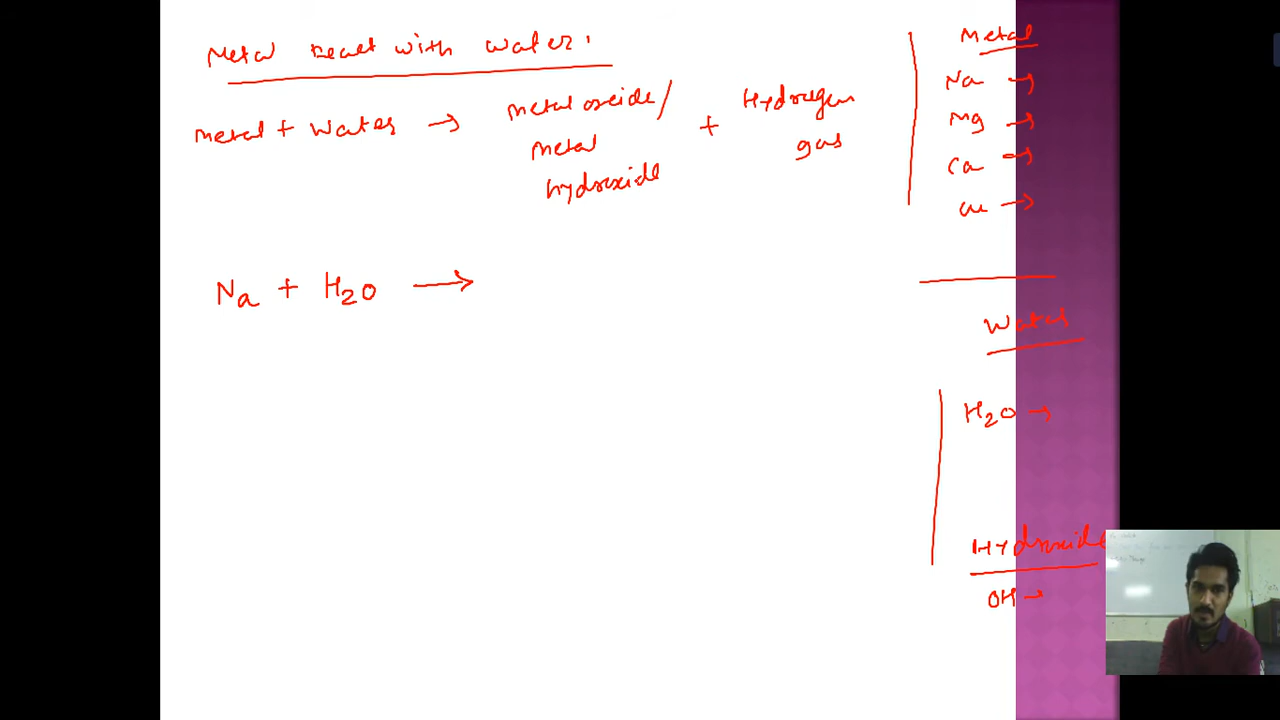 Metal react with water.
Metal + Water → Metal oxide/ + Hydrogen
metal gas
hydroxide
Na + H2O →
Metal
Na →
Mg →
Ca →
Cu →
Water
H2O →
Hydroxide
OH →